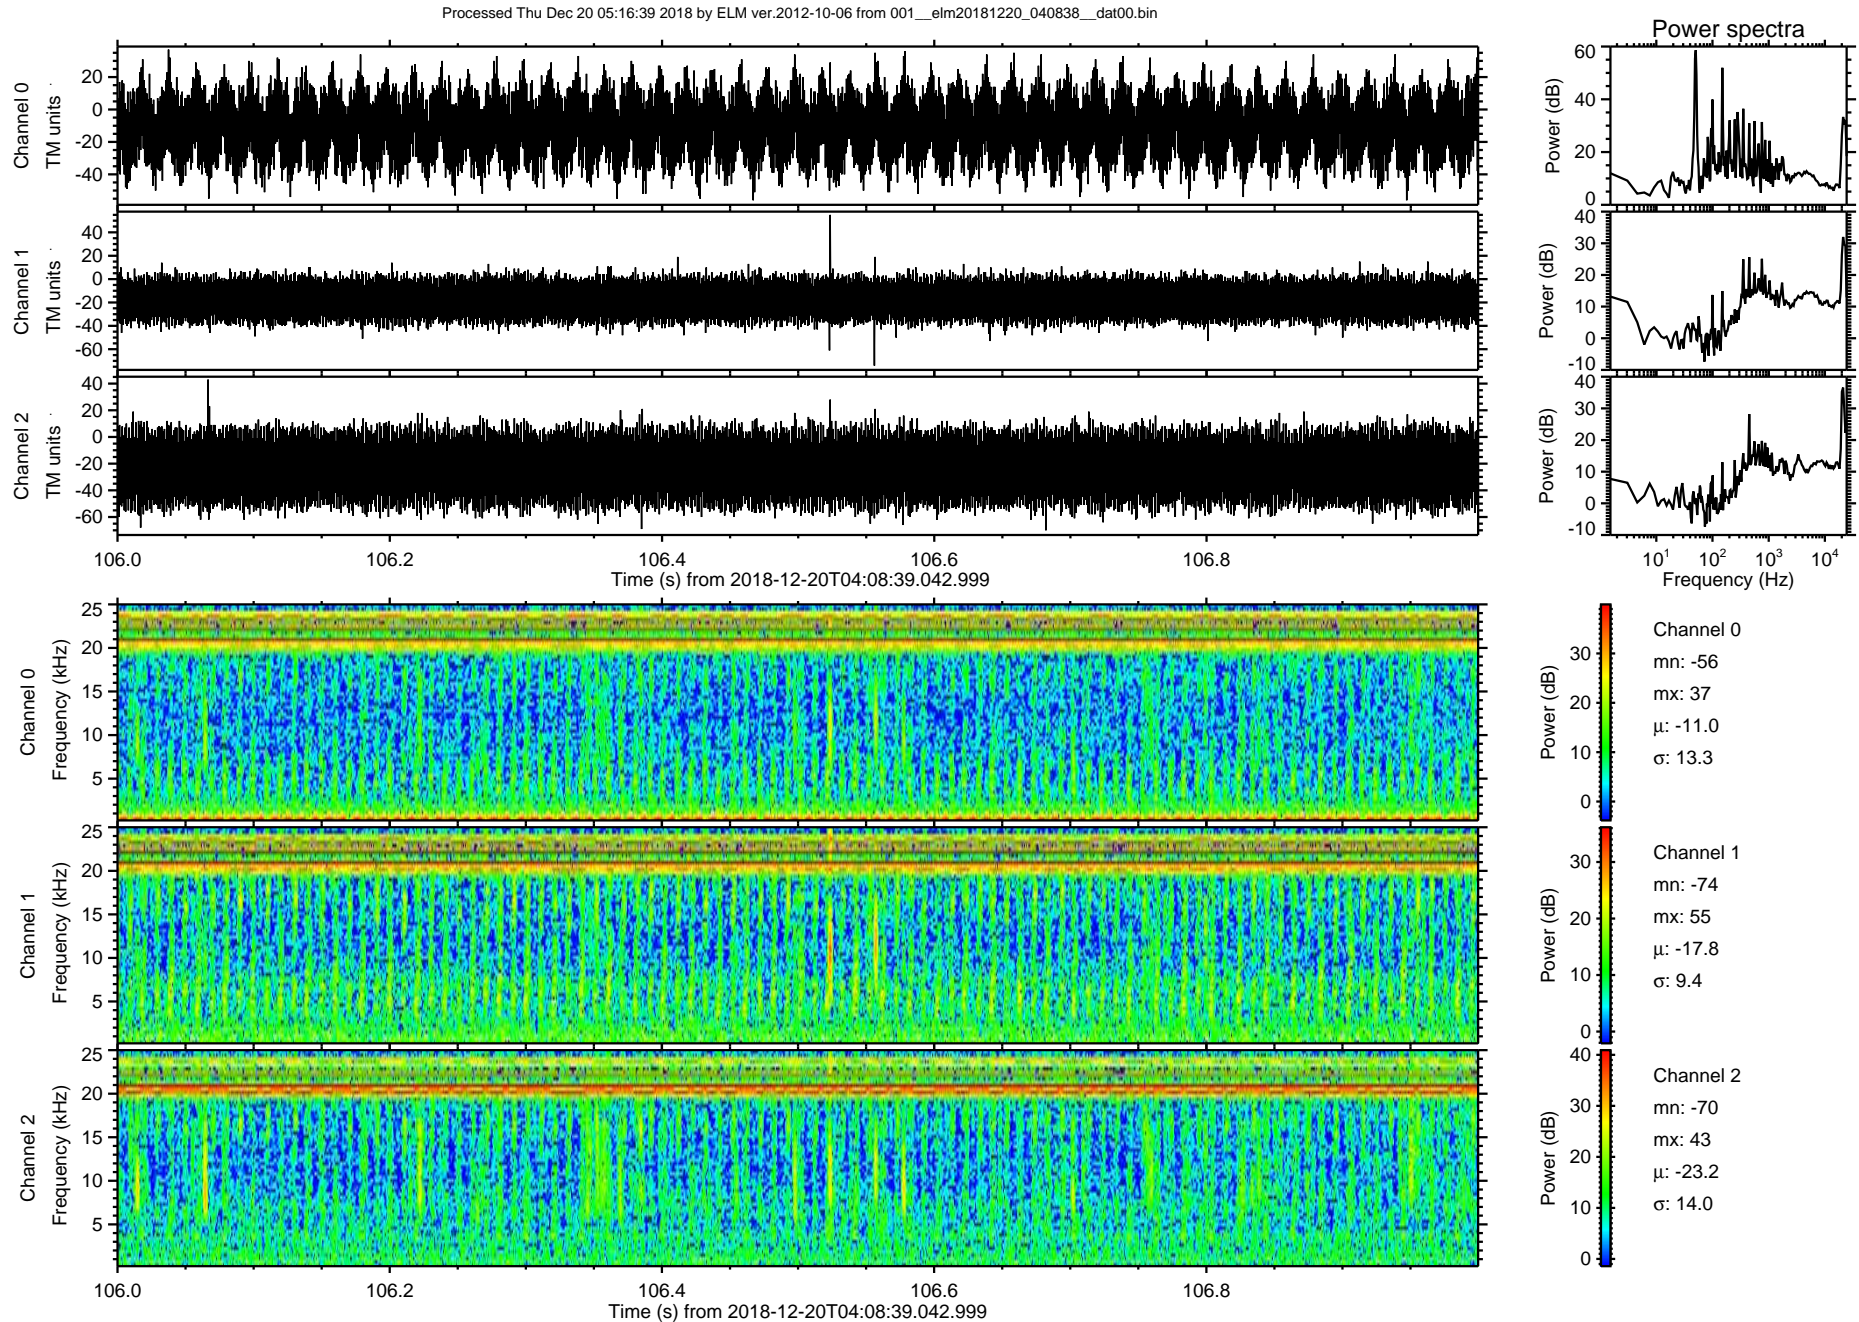 Processed Thu Dec 20 05:16:39 2018 by ELM ver.2012-10-06 from 001__elm20181220_040838__dat00.bin
Power spectra
Channel 0
TM units
20
0
-20
-40
Power (dB)
60
40
20
0
Channel 1
TM units
40
20
0
-20
-40
-60
Power (dB)
40
30
20
10
0
-10
Channel 2
TM units
40
20
0
-20
-40
-60
Power (dB)
40
30
20
10
0
-10
106.0 106.2 106.4 106.6 106.8
Time (s) from 2018-12-20T04:08:39.042.999
10¹ 10² 10³ 10⁴
Frequency (Hz)
Channel 0
Frequency (kHz)
25
20
15
10
5
Power (dB)
30
20
10
0
Channel 0
mn: -56
mx: 37
µ: -11.0
σ: 13.3
Channel 1
Frequency (kHz)
25
20
15
10
5
Power (dB)
30
20
10
0
Channel 1
mn: -74
mx: 55
µ: -17.8
σ: 9.4
Channel 2
Frequency (kHz)
25
20
15
10
5
Power (dB)
40
30
20
10
0
Channel 2
mn: -70
mx: 43
µ: -23.2
σ: 14.0
106.0 106.2 106.4 106.6 106.8
Time (s) from 2018-12-20T04:08:39.042.999